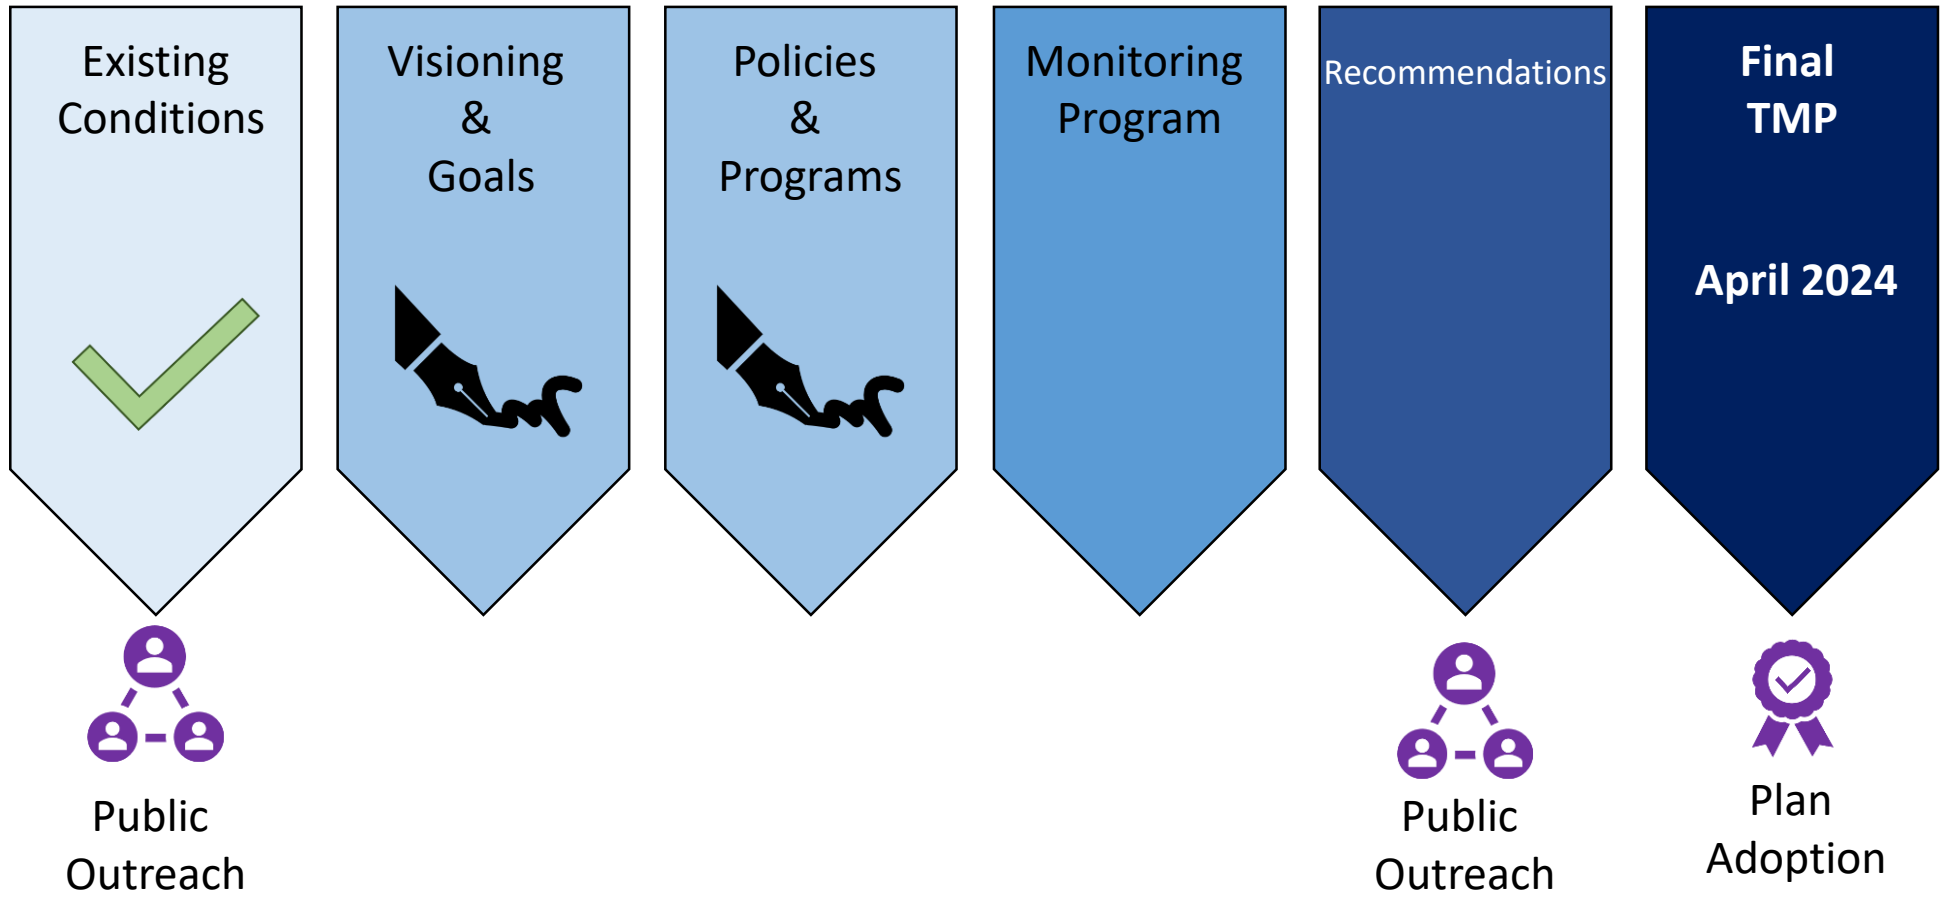 Existing
Conditions
Visioning
&
Goals
Policies
&
Programs
Monitoring
Program
Recommendations
Final
TMP
April 2024
Public
Outreach
Public
Outreach
Plan
Adoption